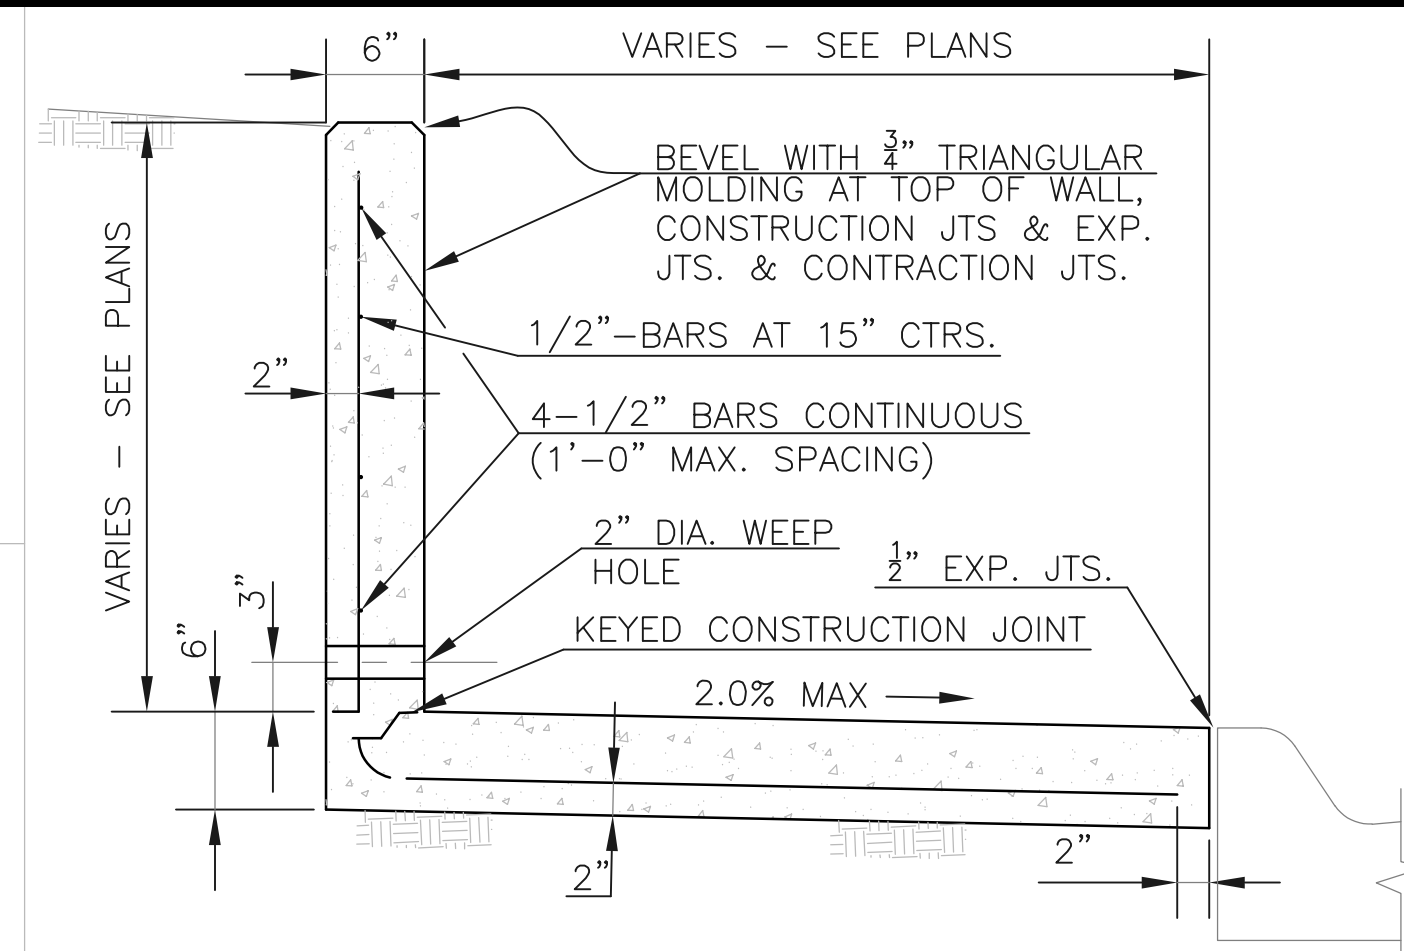 6”
VARIES – SEE PLANS
BEVEL WITH 3/4” TRIANGULAR
MOLDING AT TOP OF WALL,
CONSTRUCTION JTS & EXP.
JTS. & CONTRACTION JTS.
VARIES – SEE PLANS
1/2”–BARS AT 15” CTRS.
2”
4–1/2” BARS CONTINUOUS
(1’–0” MAX. SPACING)
2” DIA. WEEP
HOLE
1/2” EXP. JTS.
3”
6”
KEYED CONSTRUCTION JOINT
2.0% MAX
2”
2”